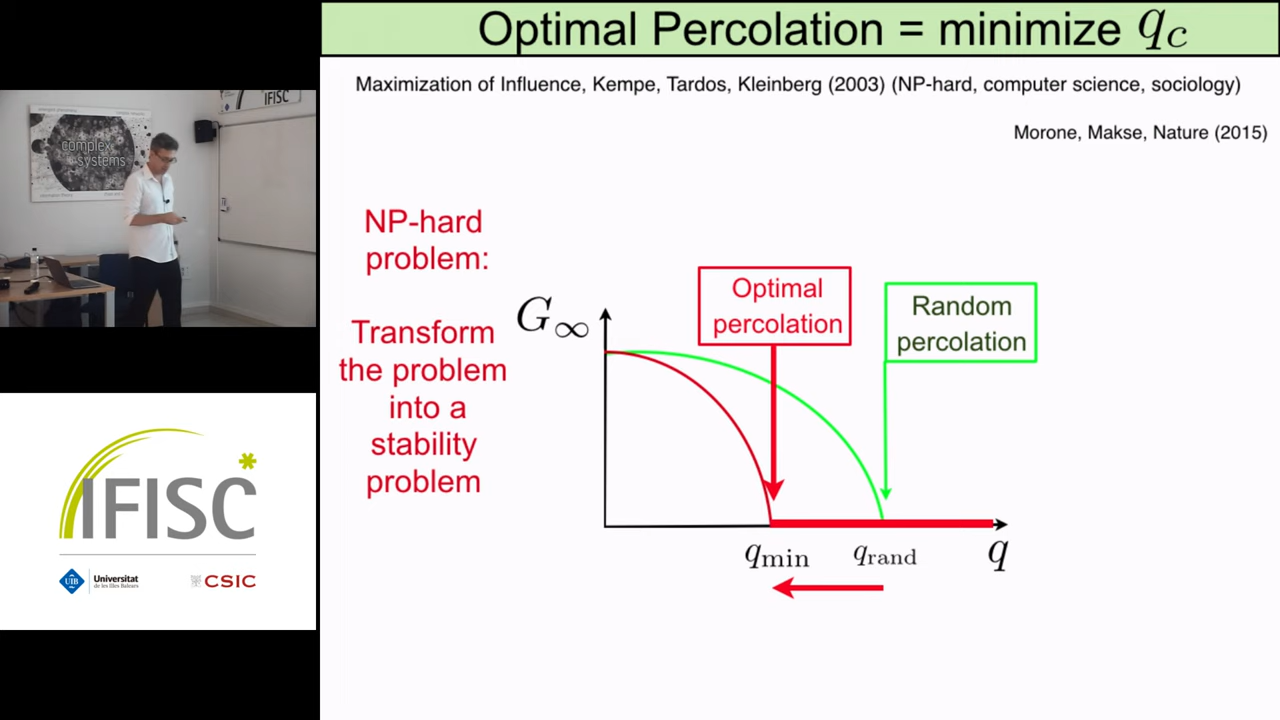 Optimal Percolation = minimize q_c
Maximization of Influence, Kempe, Tardos, Kleinberg (2003) (NP-hard, computer science, sociology)
Morone, Makse, Nature (2015)
NP-hard
problem:
Transform
the problem
into a
stability
problem
G_∞
Optimal
percolation
Random
percolation
q_min
q_rand
q
complex
systems
IFISC
IFISC
UIB
Universitat
de les Illes Balears
CSIC